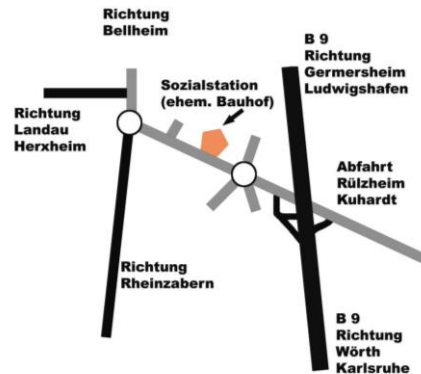 Richtung
Bellheim
B 9
Richtung
Germersheim
Ludwigshafen
Sozialstation
(ehem. Bauhof)
Richtung
Landau
Herxheim
Abfahrt
Rülzheim
Kuhardt
Richtung
Rheinzabern
B 9
Richtung
Wörth
Karlsruhe